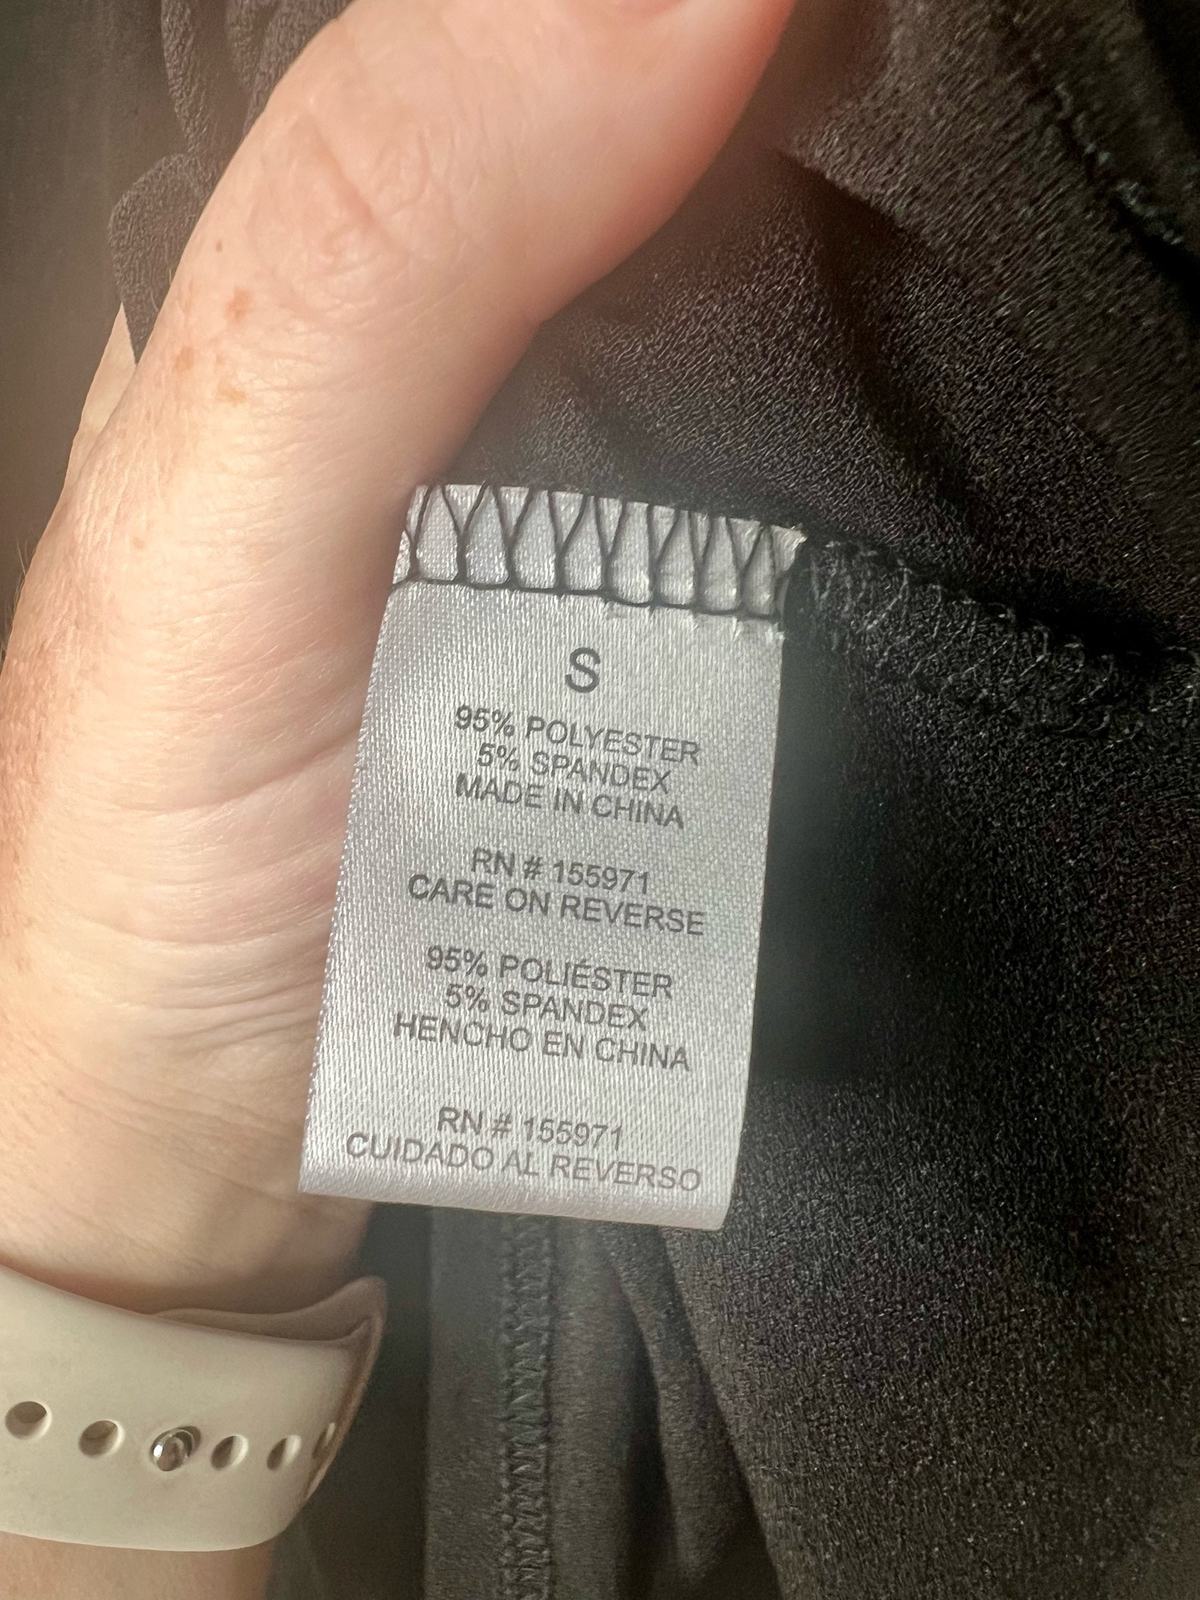 S
95% POLYESTER
5% SPANDEX
MADE IN CHINA
RN # 155971
CARE ON REVERSE
95% POLIÉSTER
5% SPANDEX
HENCHO EN CHINA
RN # 155971
CUIDADO AL REVERSO